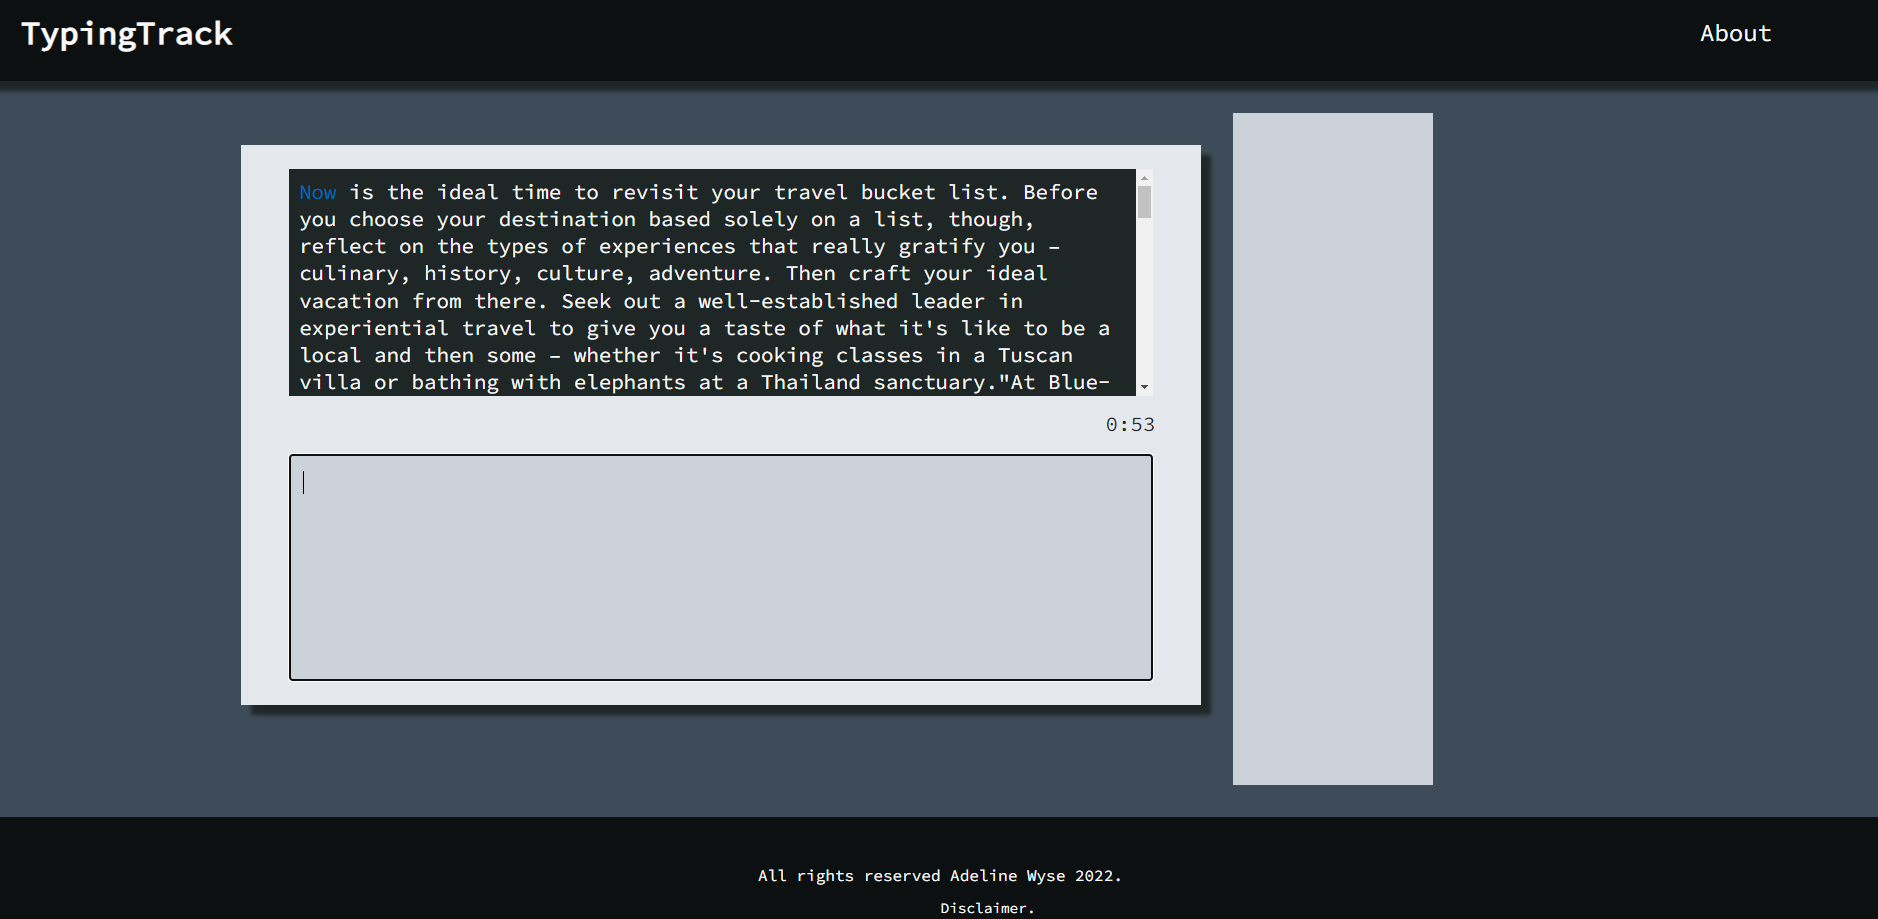 TypingTrack
About
Now is the ideal time to revisit your travel bucket list. Before
you choose your destination based solely on a list, though,
reflect on the types of experiences that really gratify you –
culinary, history, culture, adventure. Then craft your ideal
vacation from there. Seek out a well-established leader in
experiential travel to give you a taste of what it's like to be a
local and then some – whether it's cooking classes in a Tuscan
villa or bathing with elephants at a Thailand sanctuary."At Blue-
0:53
All rights reserved Adeline Wyse 2022.
Disclaimer.